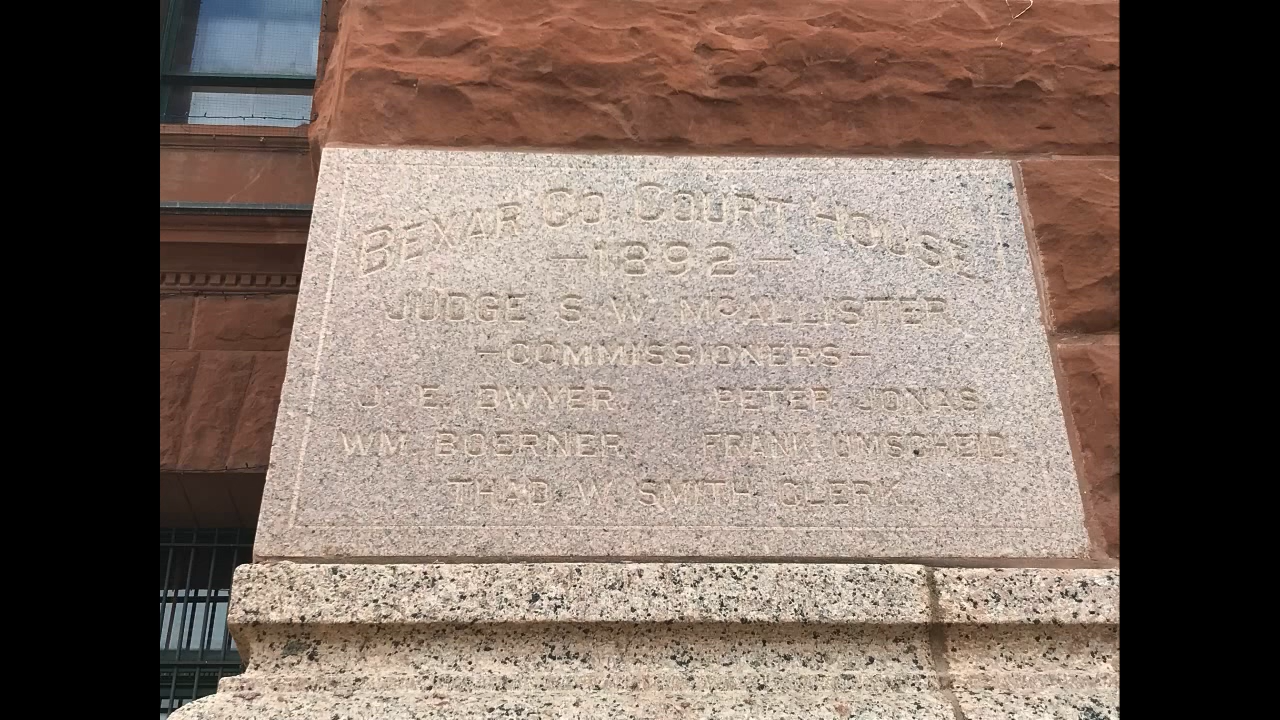 BEXAR CO. COURT HOUSE
—1892—
JUDGE S. W. McALLISTER
—COMMISSIONERS—
J. E. DWYER. PETER JONAS.
WM. BOERNER. FRANK UMSCHEID.
THAD. W. SMITH CLERK